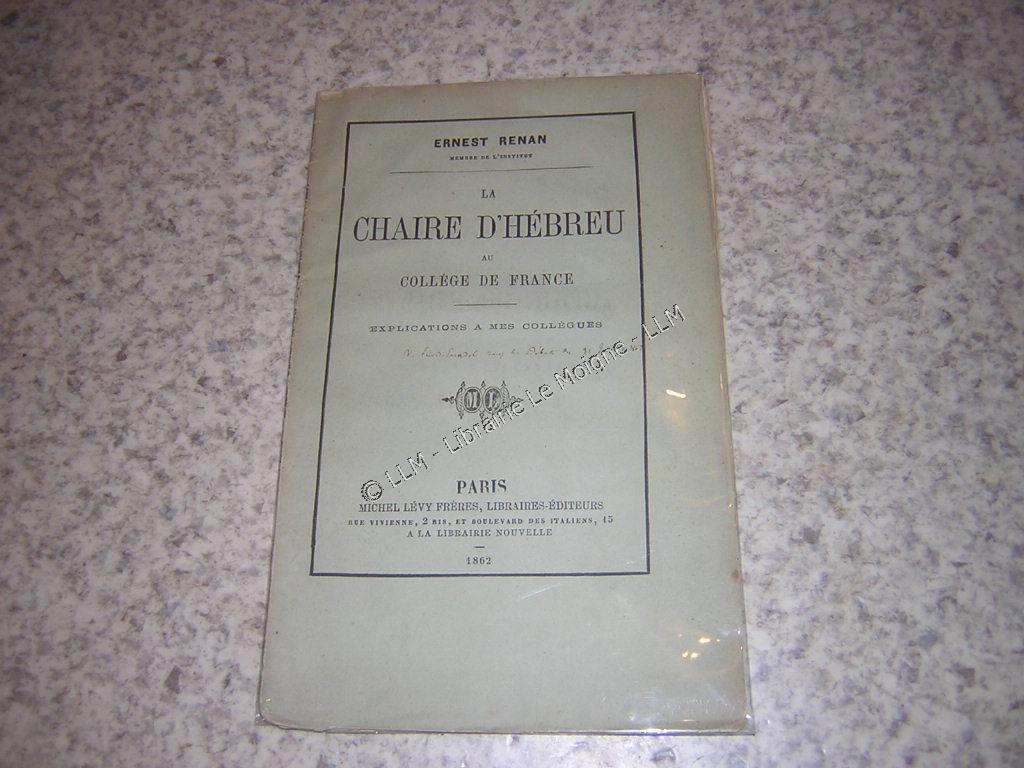 ERNEST RENAN
MEMBRE DE L'INSTITUT
LA
CHAIRE D'HÉBREU
AU
COLLÈGE DE FRANCE
EXPLICATIONS A MES COLLÈGUES
ML
© LLM - Librairie Le Moigne - LLM
PARIS
MICHEL LÉVY FRÈRES, LIBRAIRES-ÉDITEURS
RUE VIVIENNE, 2 BIS, ET BOULEVARD DES ITALIENS, 15
A LA LIBRAIRIE NOUVELLE
1862